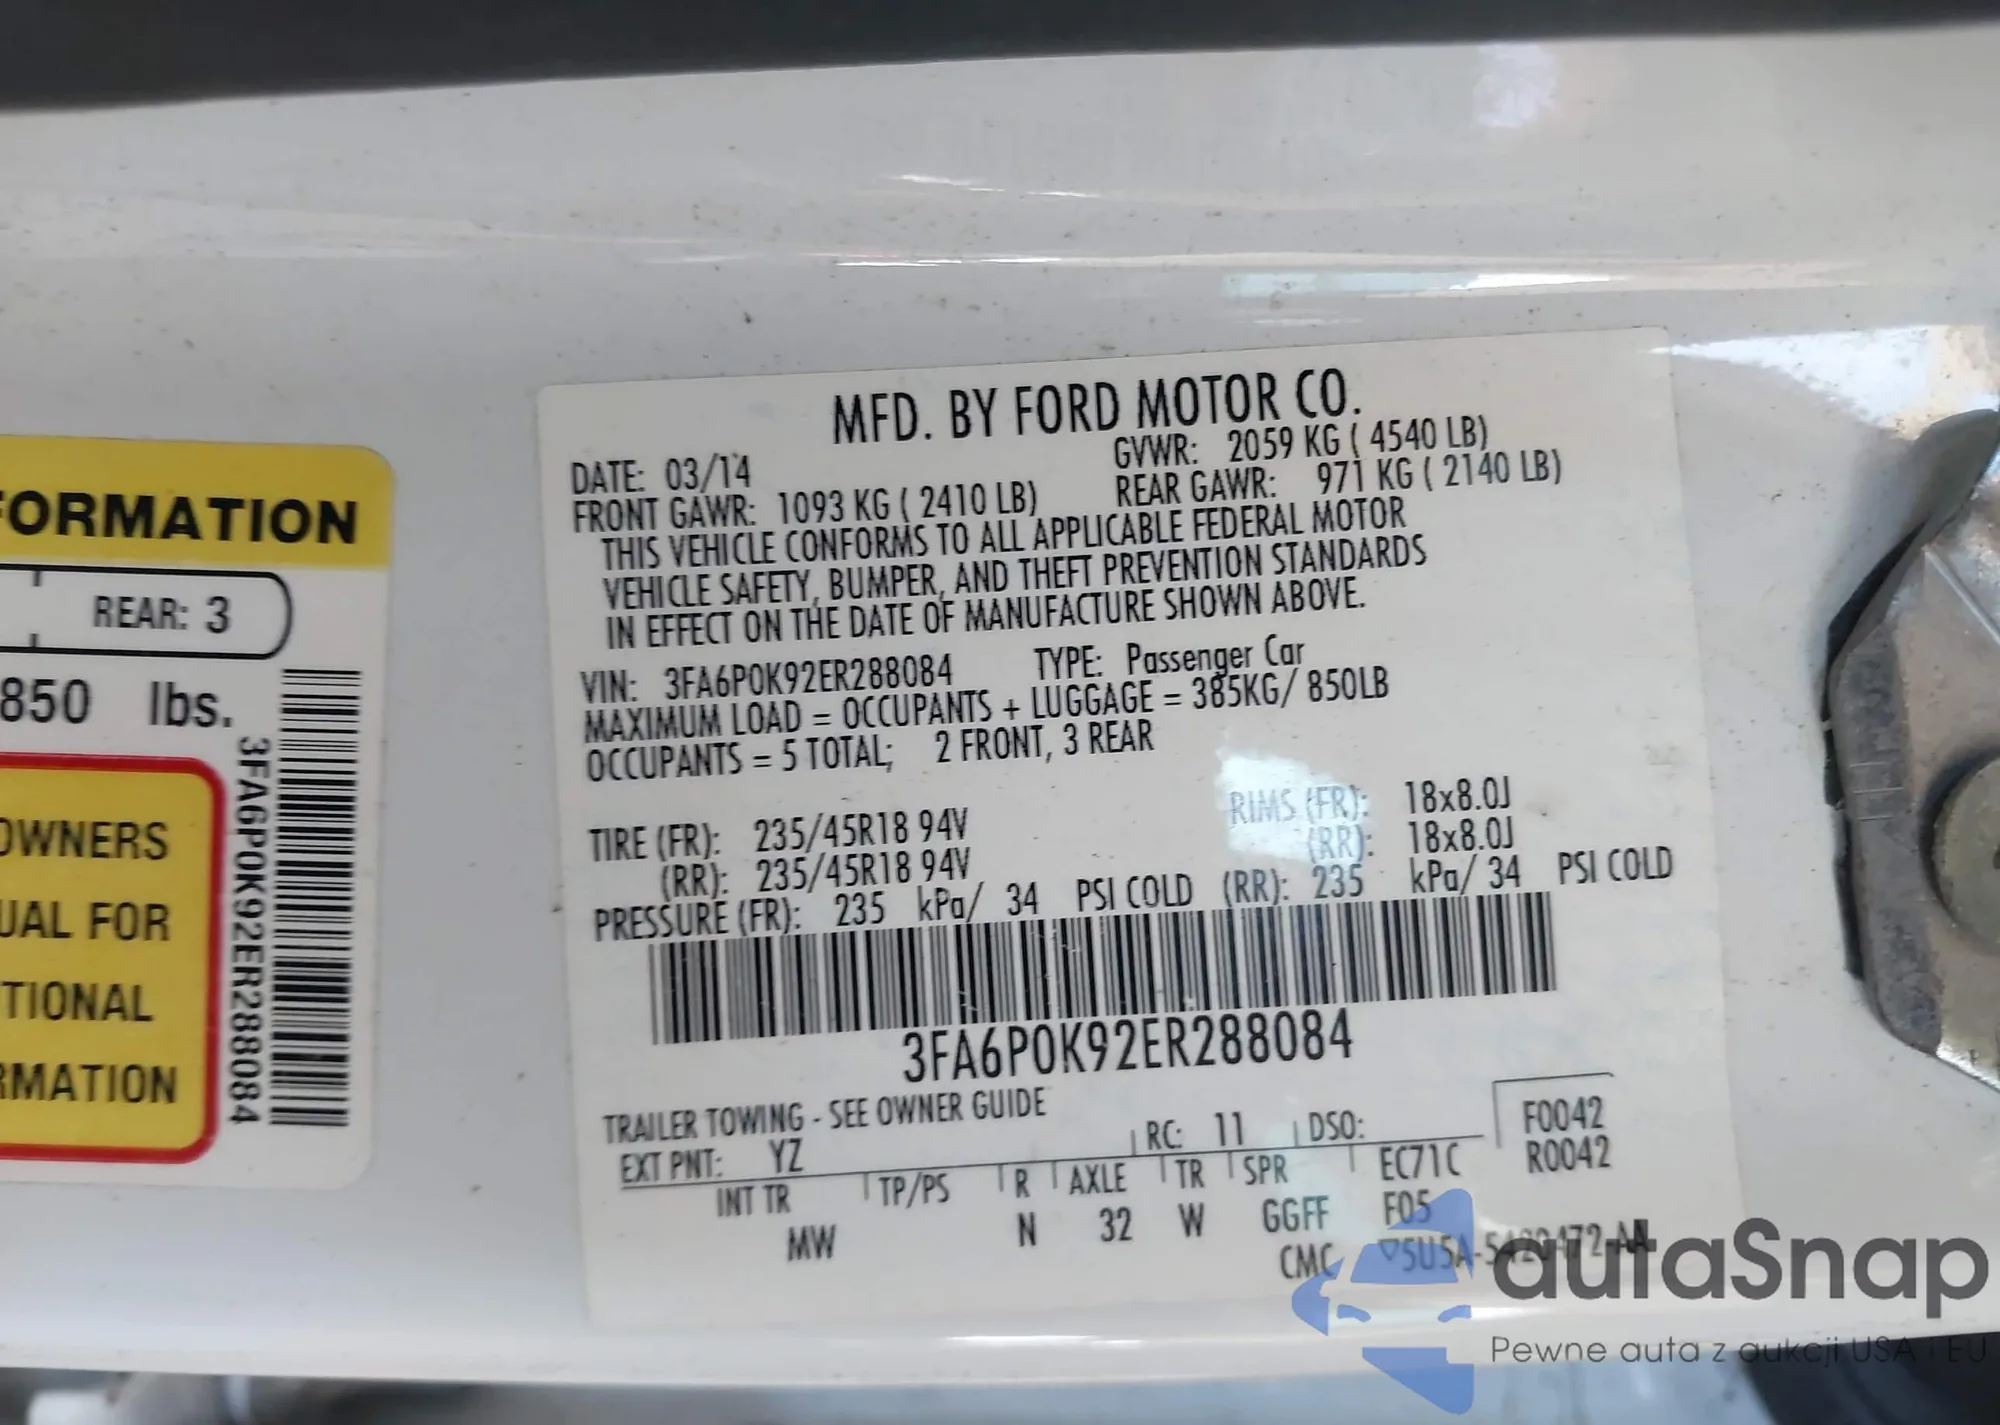 FORMATION
REAR: 3
850 lbs.
OWNERS
UAL FOR
TIONAL
RMATION
3FA6P0K92ER288084
MFD. BY FORD MOTOR CO.
DATE: 03/14 GVWR: 2059 KG ( 4540 LB)
FRONT GAWR: 1093 KG ( 2410 LB) REAR GAWR: 971 KG ( 2140 LB)
THIS VEHICLE CONFORMS TO ALL APPLICABLE FEDERAL MOTOR
VEHICLE SAFETY, BUMPER, AND THEFT PREVENTION STANDARDS
IN EFFECT ON THE DATE OF MANUFACTURE SHOWN ABOVE.
VIN: 3FA6P0K92ER288084 TYPE: Passenger Car
MAXIMUM LOAD = OCCUPANTS + LUGGAGE = 385KG/ 850LB
OCCUPANTS = 5 TOTAL; 2 FRONT, 3 REAR
TIRE (FR): 235/45R18 94V RIMS (FR): 18x8.0J
(RR): 235/45R18 94V (RR): 18x8.0J
PRESSURE (FR): 235 kPa/ 34 PSI COLD (RR): 235 kPa/ 34 PSI COLD
3FA6P0K92ER288084
TRAILER TOWING - SEE OWNER GUIDE
EXT PNT: YZ RC: 11 DSO: F0042
INT TR TP/PS R AXLE TR SPR EC71C R0042
MW N 32 W GGFF F05
CMC ▽5U5A-5420472-AA
autaSnap
Pewne auta z aukcji USA i EU